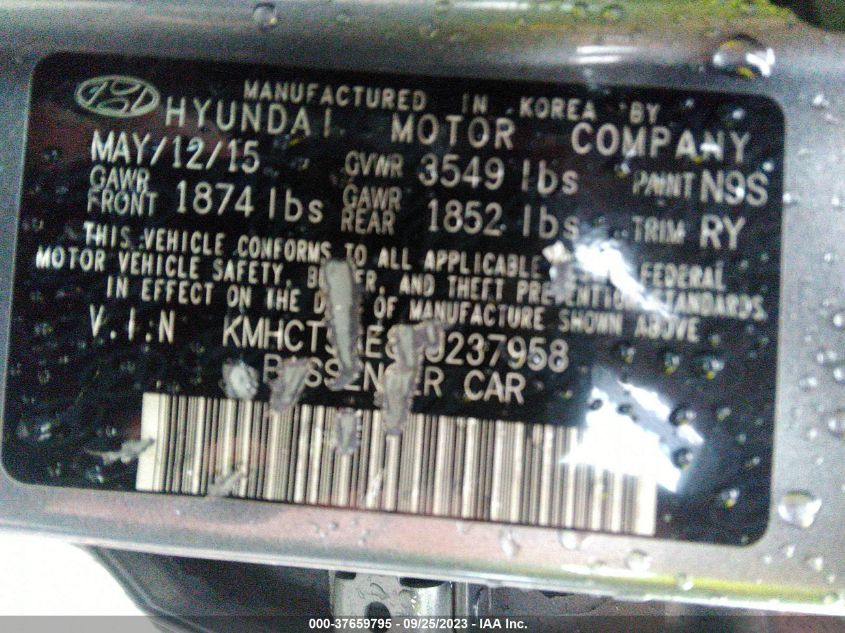 MANUFACTURED IN KOREA BY
HYUNDAI MOTOR COMPANY
MAY/12/15 GVWR 3549 lbs PAINT N9S
GAWR FRONT 1874 lbs GAWR REAR 1852 lbs TRIM RY
THIS VEHICLE CONFORMS TO ALL APPLICABLE FEDERAL
MOTOR VEHICLE SAFETY, AND THEFT PREVENTION STANDARDS
IN EFFECT ON THE OF MANUFACTURE SHOWN ABOVE
V.I.N
PASSENGER CAR
000-37659795 - 09/25/2023 - IAA Inc.